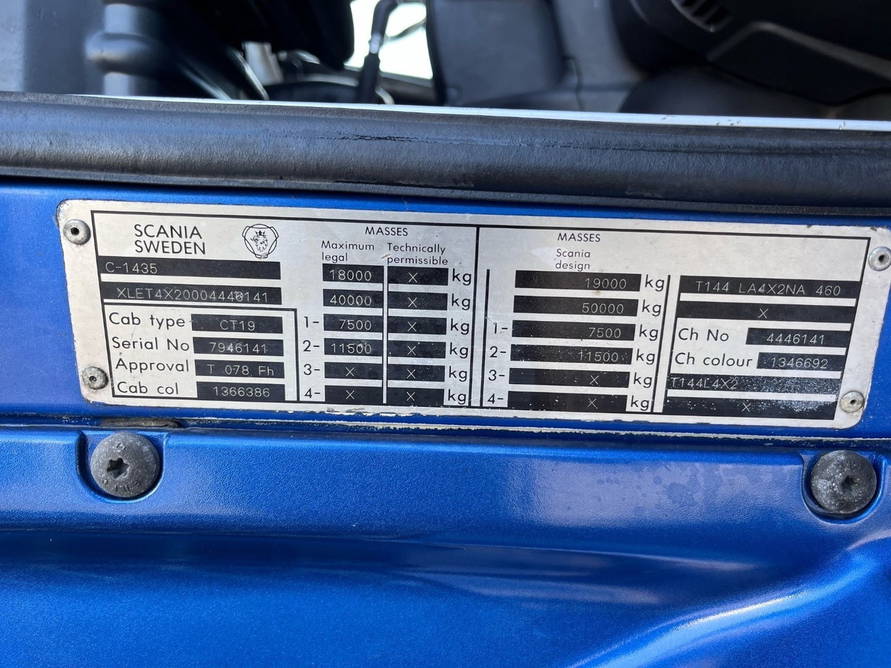 SCANIA
SWEDEN
C-1435
XLET4X20004446141
Cab type CT19
Serial No 7946141
Approval T 078 Fh
Cab col 1366386
MASSES
Maximum legal Technically permissible
18000 X kg
40000 X kg
1- 7500 X kg
2- 11500 X kg
3- X X kg
4- X X kg
MASSES
Scania
design
19000 kg
50000 kg
1- 7500 kg
2- 11500 kg
3- X kg
4- X kg
T144 LA4X2NA 460
X
Ch No 4446141
Ch colour 1346692
T144L4X2
X